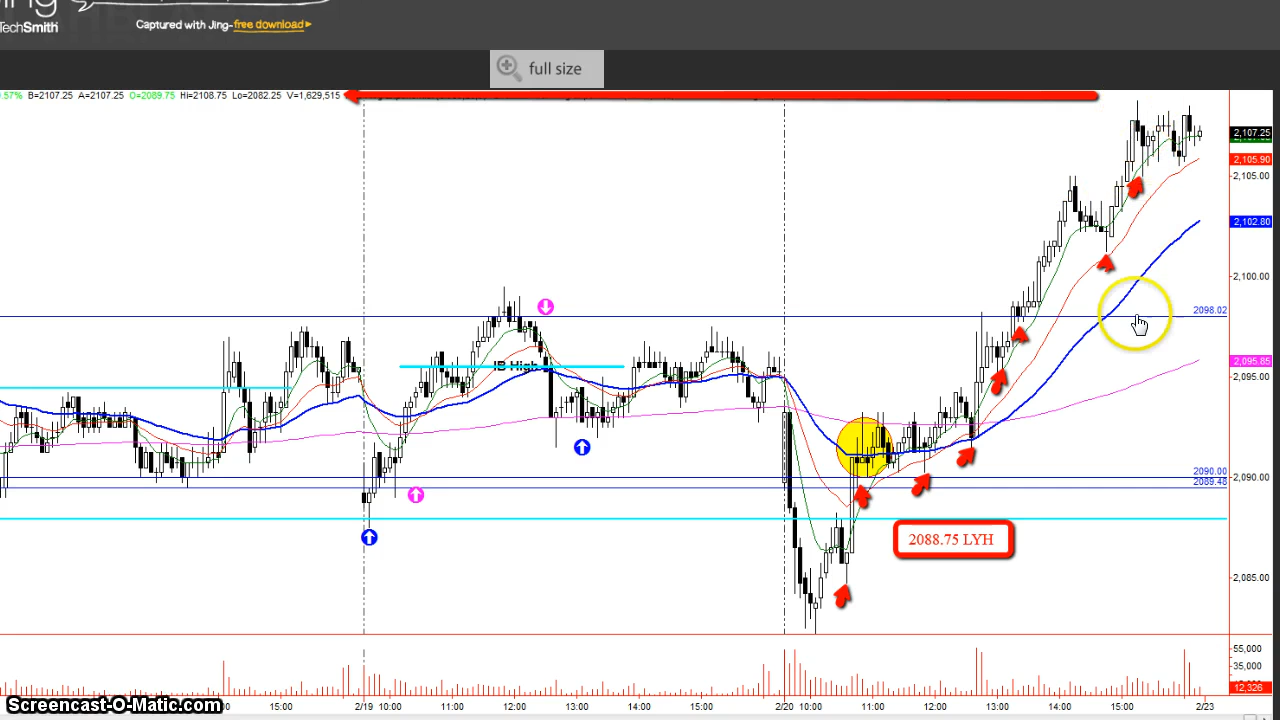 TechSmith
Captured with Jing-free download
full size
.57% B=2107.25 A=2107.25 O=2089.75 Hi=2108.75 Lo=2082.25 V=1,629,515
2,107.25
2,105.90
2,105.00
2,102.80
2,100.00
2098.02
2,095.85
2,095.00
IB High
2090.00
2,090.00
2089.48
2088.75 LYH
2,085.00
55,000
35,000
12,326
15:00 2/19 10:00 11:00 12:00 13:00 14:00 15:00 2/20 10:00 11:00 12:00 13:00 14:00 15:00 2/23
Screencast-O-Matic.com